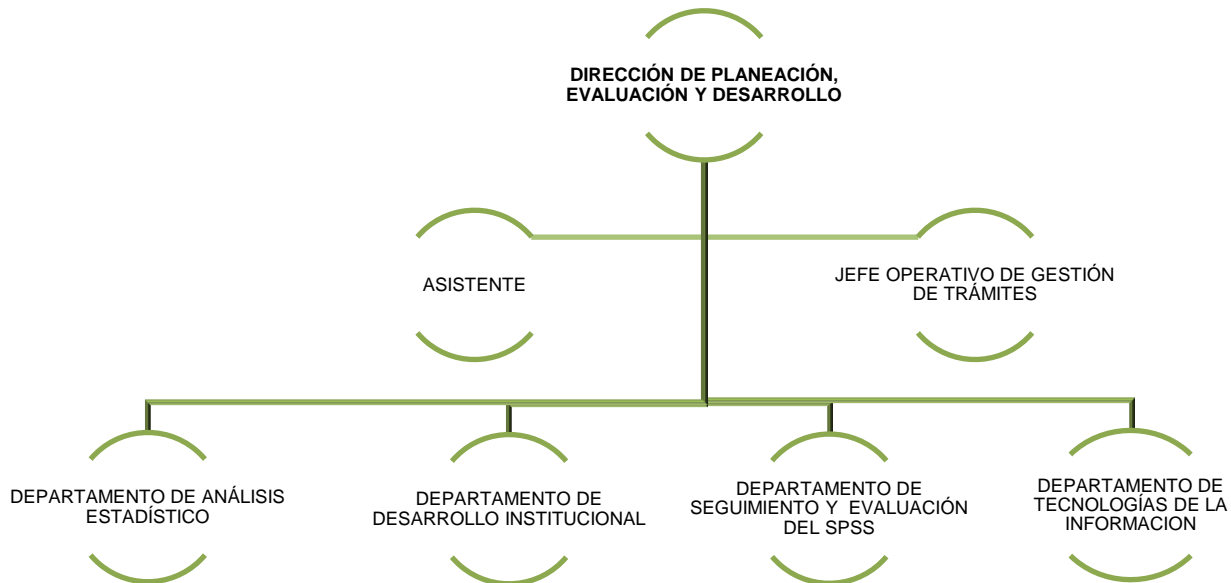 DIRECCIÓN DE PLANEACIÓN,
EVALUACIÓN Y DESARROLLO
ASISTENTE
JEFE OPERATIVO DE GESTIÓN
DE TRÁMITES
DEPARTAMENTO DE ANÁLISIS
ESTADÍSTICO
DEPARTAMENTO DE
DESARROLLO INSTITUCIONAL
DEPARTAMENTO DE
SEGUIMIENTO Y EVALUACIÓN
DEL SPSS
DEPARTAMENTO DE
TECNOLOGÍAS DE LA
INFORMACION